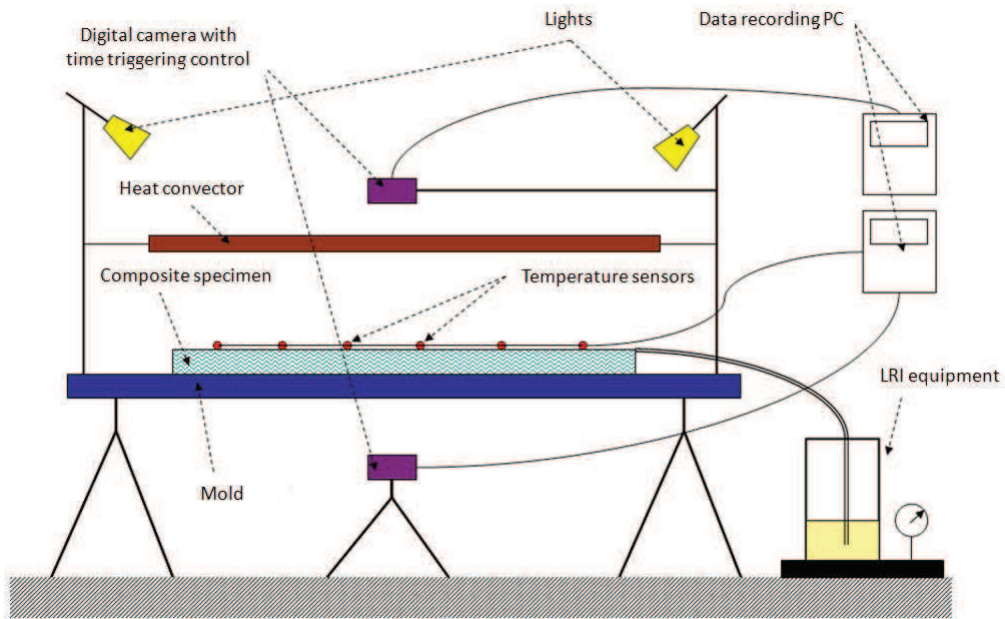 Lights
Data recording PC
Digital camera with
time triggering control
Heat convector
Composite specimen
Temperature sensors
LRI equipment
Mold